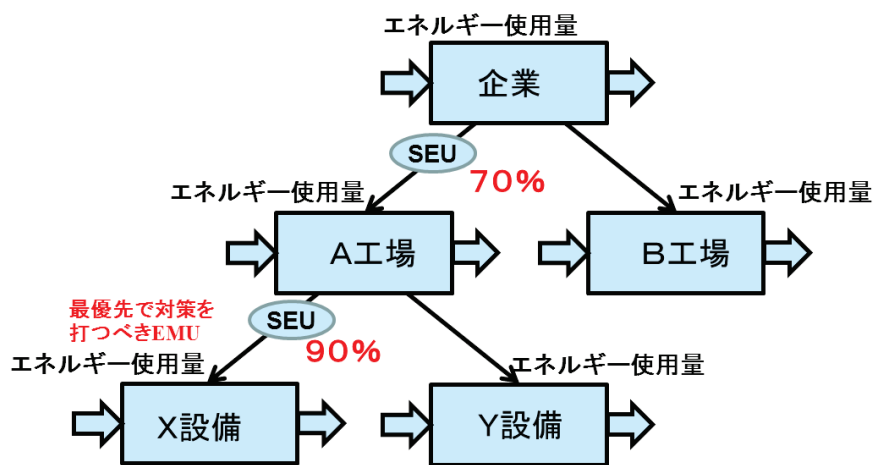 エネルギー使用量
企業
SEU
70%
エネルギー使用量
エネルギー使用量
A工場
B工場
最優先で対策を
打つべきEMU
SEU
90%
エネルギー使用量
エネルギー使用量
X設備
Y設備